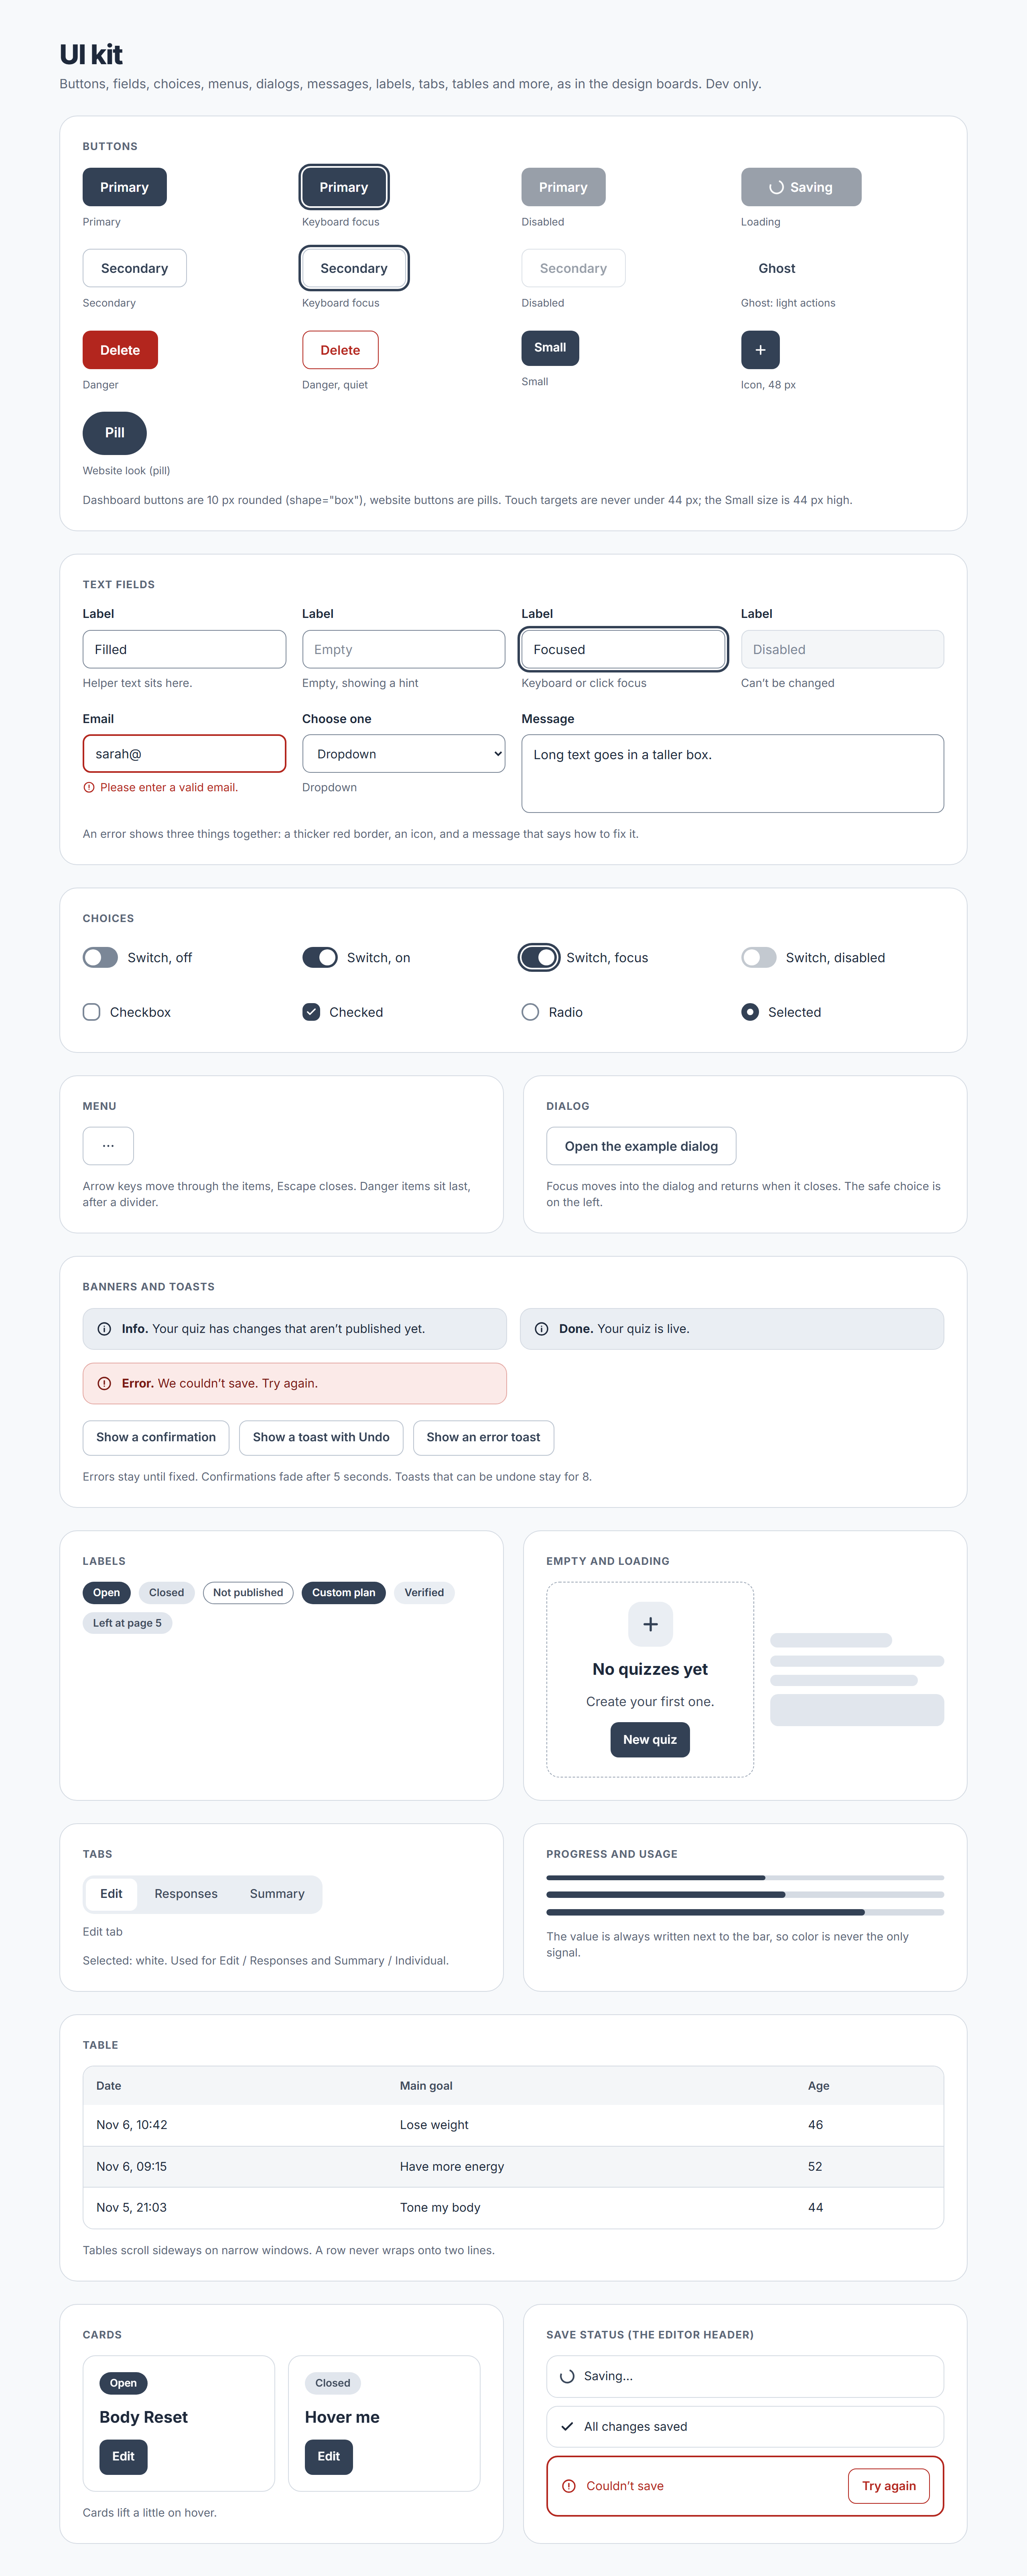 UI kit
Buttons, fields, choices, menus, dialogs, messages, labels, tabs, tables and more, as in the design boards. Dev only.
BUTTONS
Primary
Primary
Primary
Saving
Primary
Keyboard focus
Disabled
Loading
Secondary
Secondary
Secondary
Ghost
Secondary
Keyboard focus
Disabled
Ghost: light actions
Delete
Delete
Small
+
Danger
Danger, quiet
Small
Icon, 48 px
Pill
Website look (pill)
Dashboard buttons are 10 px rounded (shape="box"), website buttons are pills. Touch targets are never under 44 px; the Small size is 44 px high.
TEXT FIELDS
Label
Label
Label
Label
Filled
Empty
Focused
Disabled
Helper text sits here.
Empty, showing a hint
Keyboard or click focus
Can't be changed
Email
Choose one
Message
sarah@
Dropdown
Long text goes in a taller box.
Please enter a valid email.
Dropdown
An error shows three things together: a thicker red border, an icon, and a message that says how to fix it.
CHOICES
Switch, off
Switch, on
Switch, focus
Switch, disabled
Checkbox
Checked
Radio
Selected
MENU
···
Arrow keys move through the items, Escape closes. Danger items sit last,
after a divider.
DIALOG
Open the example dialog
Focus moves into the dialog and returns when it closes. The safe choice is
on the left.
BANNERS AND TOASTS
Info. Your quiz has changes that aren't published yet.
Done. Your quiz is live.
Error. We couldn't save. Try again.
Show a confirmation
Show a toast with Undo
Show an error toast
Errors stay until fixed. Confirmations fade after 5 seconds. Toasts that can be undone stay for 8.
LABELS
Open
Closed
Not published
Custom plan
Verified
Left at page 5
EMPTY AND LOADING
+
No quizzes yet
Create your first one.
New quiz
TABS
Edit
Responses
Summary
Edit tab
Selected: white. Used for Edit / Responses and Summary / Individual.
PROGRESS AND USAGE
The value is always written next to the bar, so color is never the only
signal.
TABLE
Date
Main goal
Age
Nov 6, 10:42
Lose weight
46
Nov 6, 09:15
Have more energy
52
Nov 5, 21:03
Tone my body
44
Tables scroll sideways on narrow windows. A row never wraps onto two lines.
CARDS
Open
Body Reset
Edit
Closed
Hover me
Edit
Cards lift a little on hover.
SAVE STATUS (THE EDITOR HEADER)
Saving...
All changes saved
Couldn't save
Try again